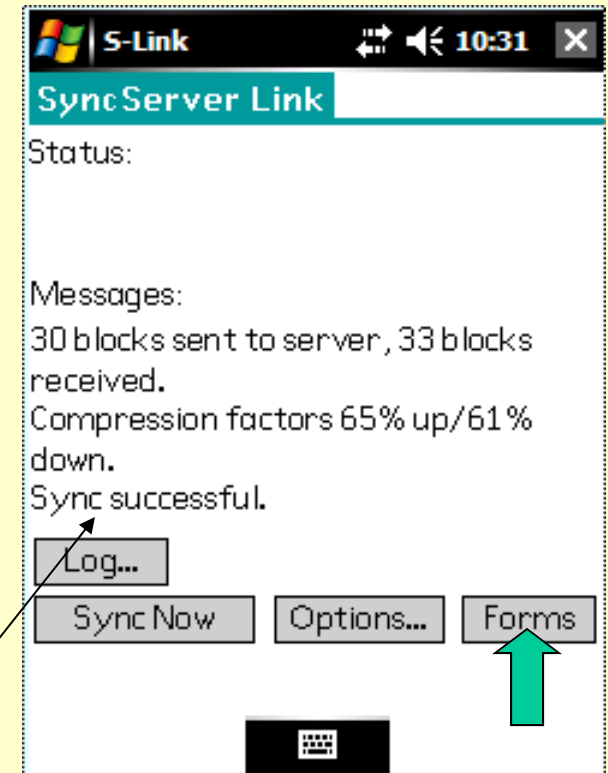 S-Link 10:31
SyncServer Link
Status:
Messages:
30 blocks sent to server, 33 blocks
received.
Compression factors 65% up/61%
down.
Sync successful.
Log...
Sync Now Options... Forms